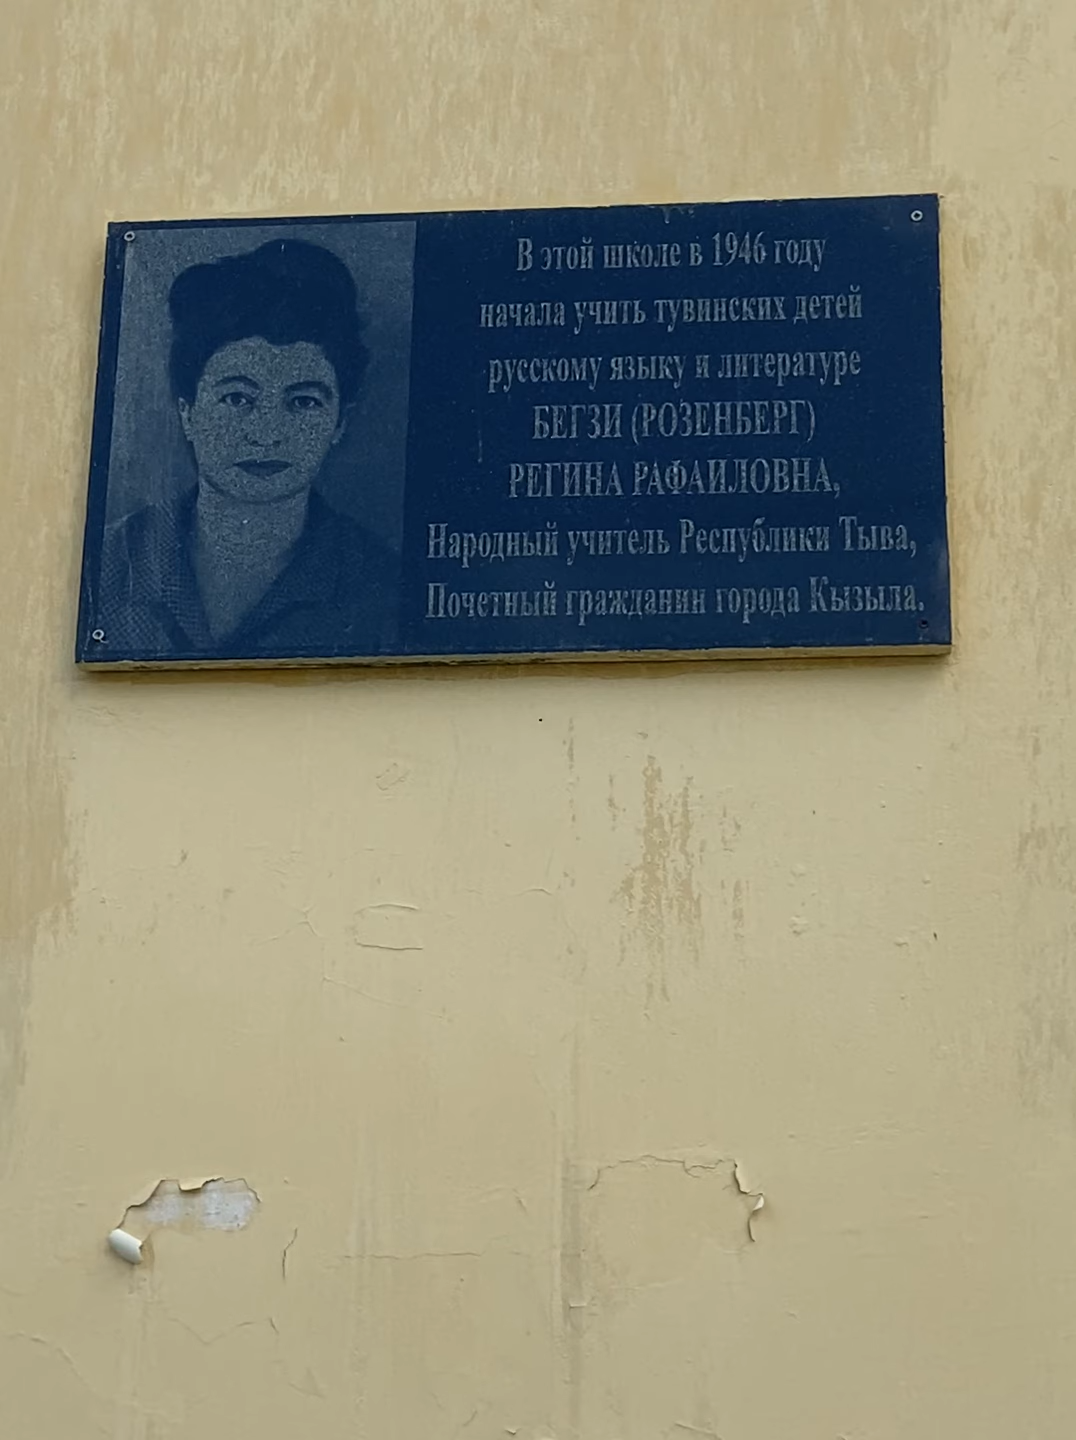 В этой школе в 1946 году
начала учить тувинских детей
русскому языку и литературе
БЕГЗИ (РОЗЕНБЕРГ)
РЕГИНА РАФАИЛОВНА,
Народный учитель Республики Тыва,
Почетный гражданин города Кызыла.